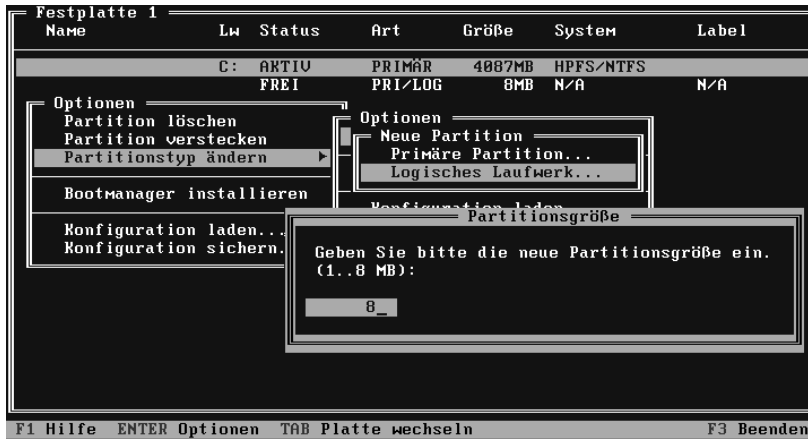 Festplatte 1
Name Lw Status Art Größe System Label
C: AKTIV PRIMÄR 4087MB HPFS/NTFS
FREI PRI/LOG 8MB N/A N/A
Optionen
Partition löschen
Partition verstecken
Partitionstyp ändern
Bootmanager installieren
Konfiguration laden...
Konfiguration sichern.
Optionen
Neue Partition
Primäre Partition...
Logisches Laufwerk...
Konfiguration laden
Partitionsgröße
Geben Sie bitte die neue Partitionsgröße ein.
(1..8 MB):
8_
F1 Hilfe ENTER Optionen TAB Platte wechseln F3 Beenden